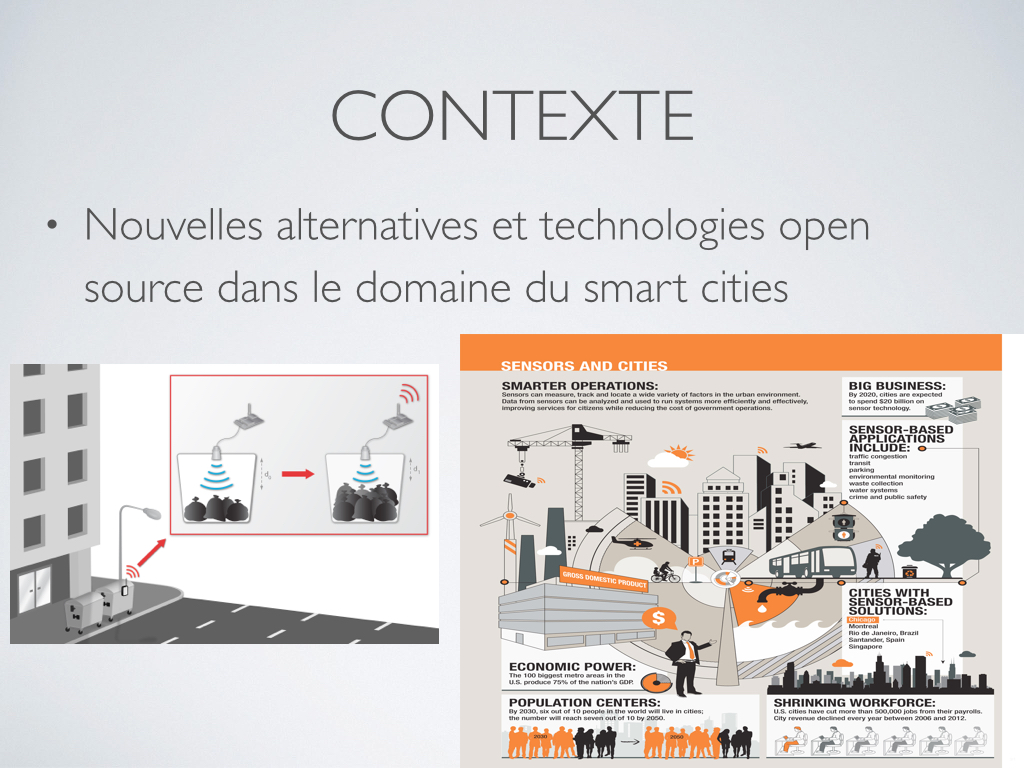 CONTEXTE
• Nouvelles alternatives et technologies open
source dans le domaine du smart cities
d₀
d₁
SENSORS AND CITIES
SMARTER OPERATIONS:
Sensors can measure, track and locate a wide variety of factors in the urban environment.
Data from sensors can be analyzed and used to run systems more efficiently and effectively,
improving services for citizens while reducing the cost of government operations.
BIG BUSINESS:
By 2020, cities are expected
to spend $20 billion on
sensor technology.
SENSOR-BASED
APPLICATIONS
INCLUDE:
traffic congestion
transit
parking
environmental monitoring
waste collection
water systems
crime and public safety
P
GROSS DOMESTIC PRODUCT
$
CITIES WITH
SENSOR-BASED
SOLUTIONS:
Chicago
Montreal
Rio de Janeiro, Brazil
Santander, Spain
Singapore
ECONOMIC POWER:
The 100 biggest metro areas in the
U.S. produce 75% of the nation's GDP.
POPULATION CENTERS:
By 2030, six out of 10 people in the world will live in cities;
the number will reach seven out of 10 by 2050.
2030
2050
SHRINKING WORKFORCE:
U.S. cities have cut more than 500,000 jobs from their payrolls.
City revenue declined every year between 2006 and 2012.